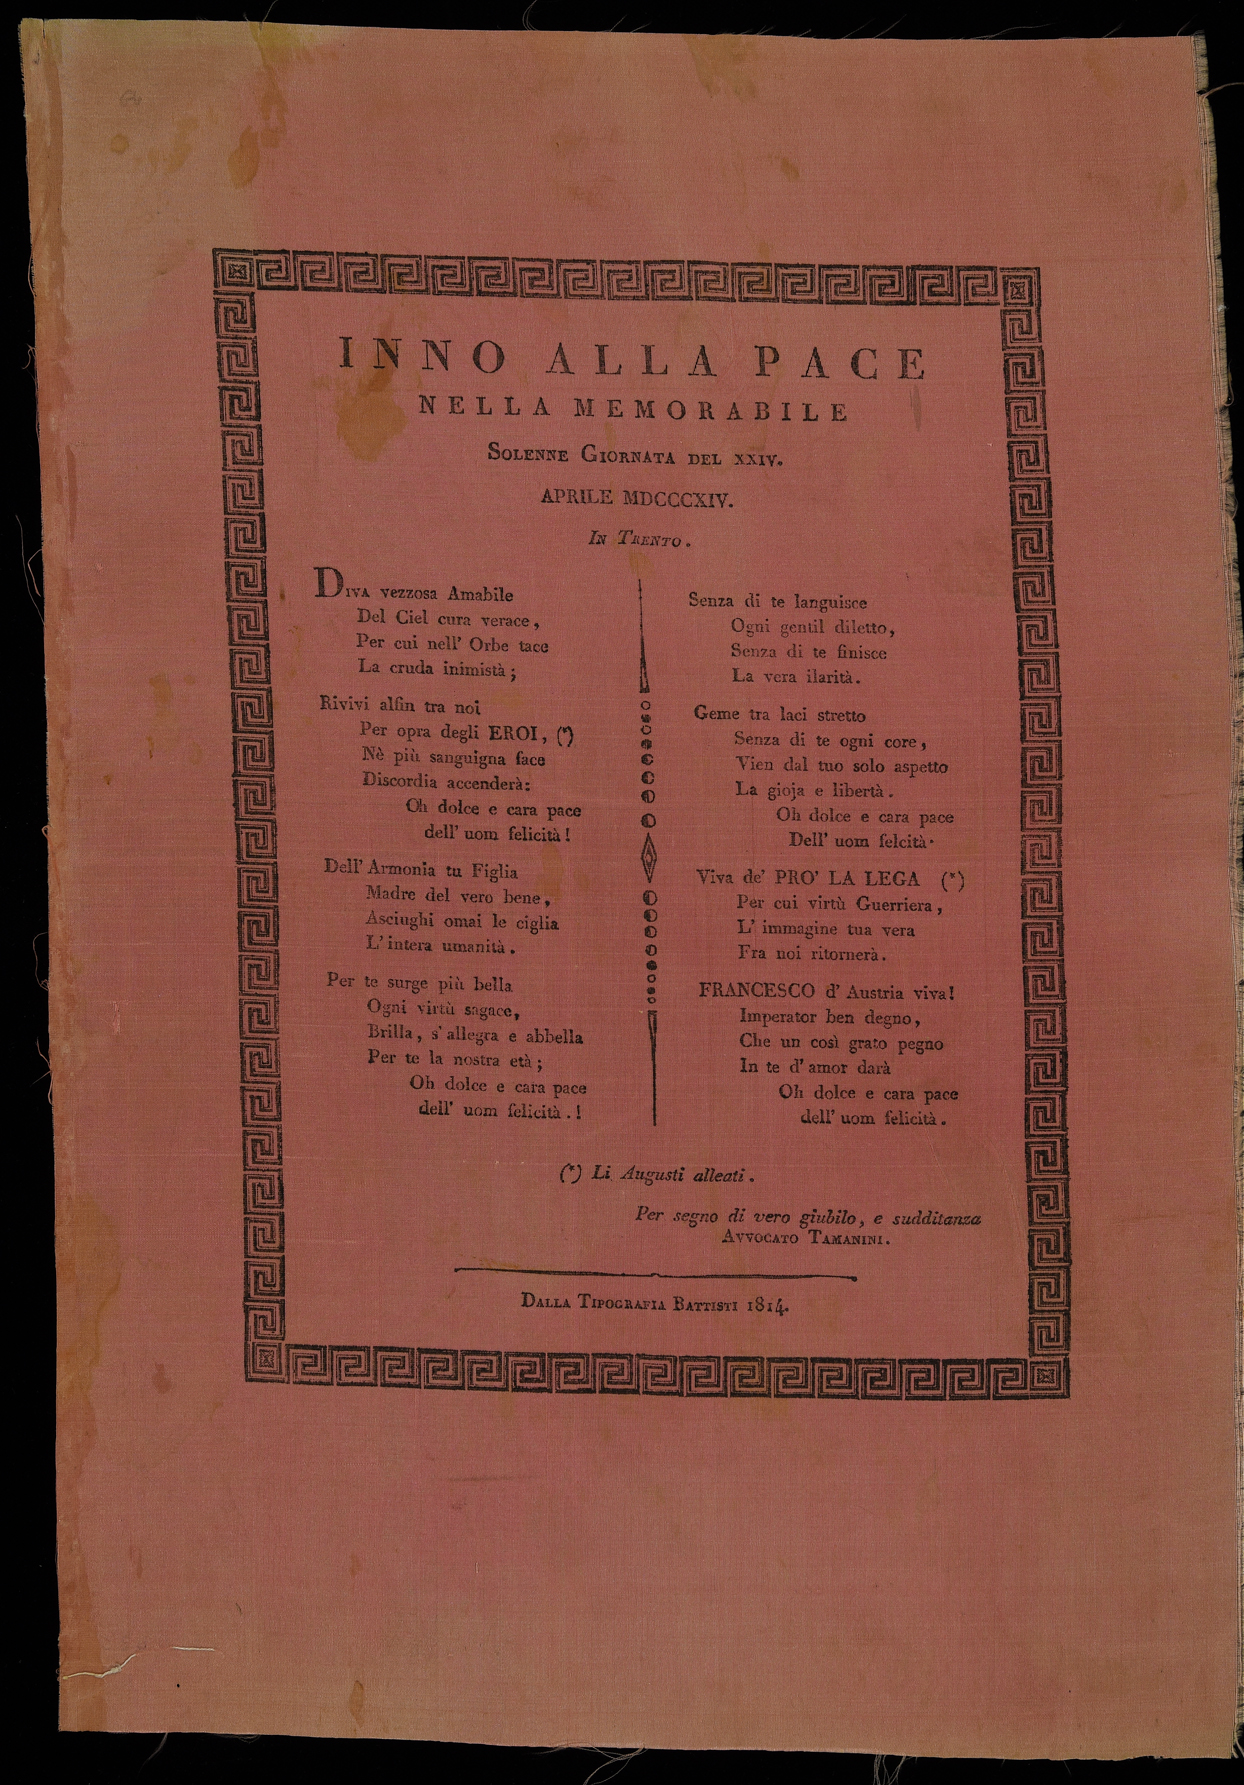 INNO ALLA PACE
NELLA MEMORABILE
SOLENNE GIORNATA DEL XXIV.
APRILE MDCCCXIV.
IN TRENTO.
DIVA vezzosa Amabile
Del Ciel cura verace,
Per cui nell' Orbe tace
La cruda inimistà;
Rivivi alfin tra noi
Per opra degli EROI, (*)
Nè più sanguigna face
Discordia accenderà:
Oh dolce e cara pace
dell' uom felicità!
Dell' Armonia tu Figlia
Madre del vero bene,
Asciughi omai le ciglia
L' intera umanità.
Per te surge più bella
Ogni virtù sagace,
Brilla, s' allegra e abbella
Per te la nostra età;
Oh dolce e cara pace
dell' uom felicità.!
Senza di te languisce
Ogni gentil diletto,
Senza di te finisce
La vera ilarità.
Geme tra laci stretto
Senza di te ogni core,
Vien dal tuo solo aspetto
La gioja e libertà.
Oh dolce e cara pace
Dell' uom felcità.
Viva de' PRO' LA LEGA (*)
Per cui virtù Guerriera,
L' immagine tua vera
Fra noi ritornerà.
FRANCESCO d' Austria viva!
Imperator ben degno,
Che un così grato pegno
In te d' amor darà
Oh dolce e cara pace
dell' uom felicità.
(*) Li Augusti alleati.
Per segno di vero giubilo, e sudditanza
AVVOCATO TAMANINI.
DALLA TIPOGRAFIA BATTISTI 1814.